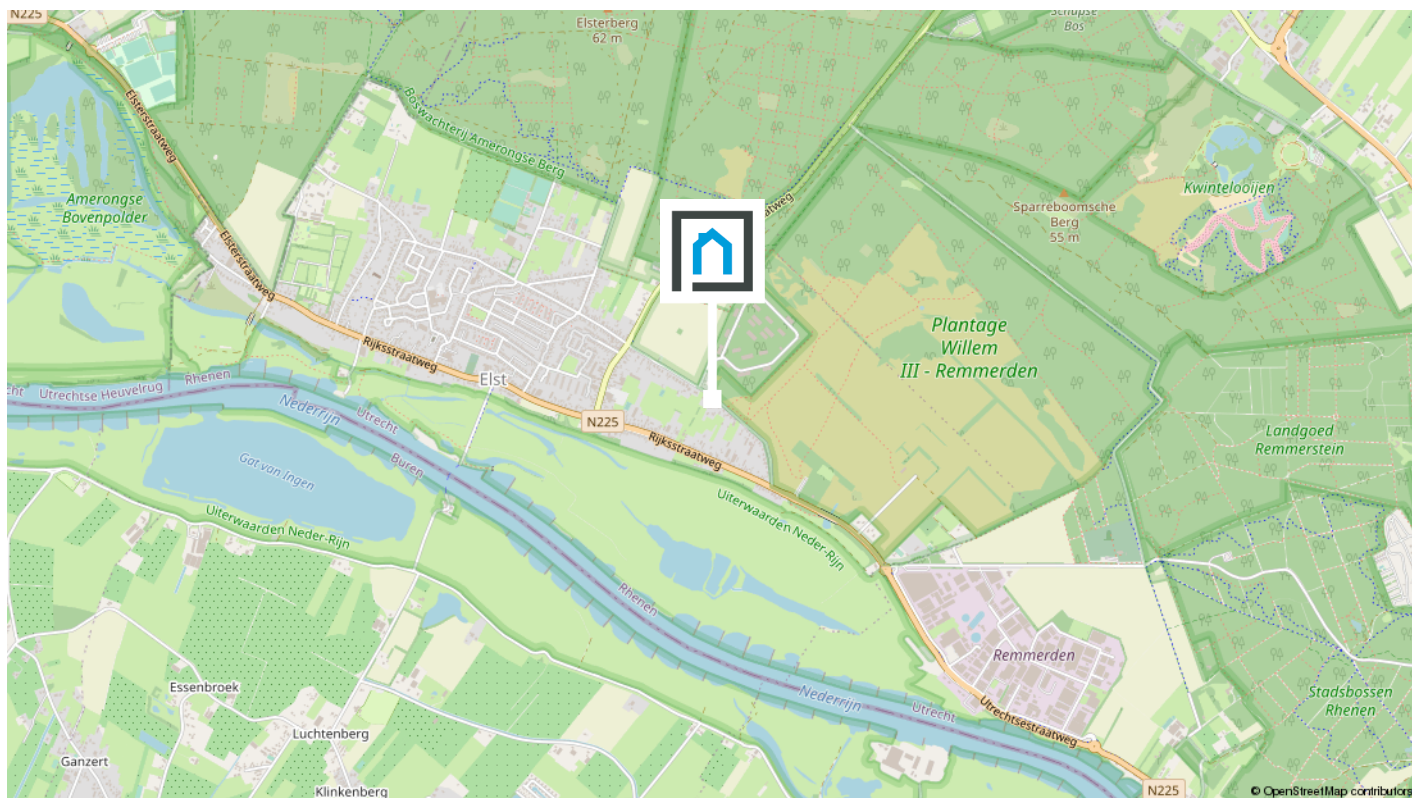 N225
Elsterberg
62 m
Schupse
Bos
Elsterstraatweg
Boswachterij Amerongse Berg
Amerongse
Bovenpolder
Kwintelooijen
Sparreboomsche
Berg
55 m
Elsterstraatweg
Plantage
Willem
III - Remmerden
Rijksstraatweg
Elst
Utrechtse Heuvelrug
Rhenen
Nederrijn
Utrecht
N225
Rijksstraatweg
Landgoed
Remmerstein
Buren
Gat van Ingen
Uiterwaarden Neder-Rijn
Uiterwaarden Neder-Rijn
Rhenen
Remmerden
Essenbroek
Nederrijn
Utrecht
Utrechtsestraatweg
Stadsbossen
Rhenen
Luchtenberg
Ganzert
Klinkenberg
N225
© OpenStreetMap contributors